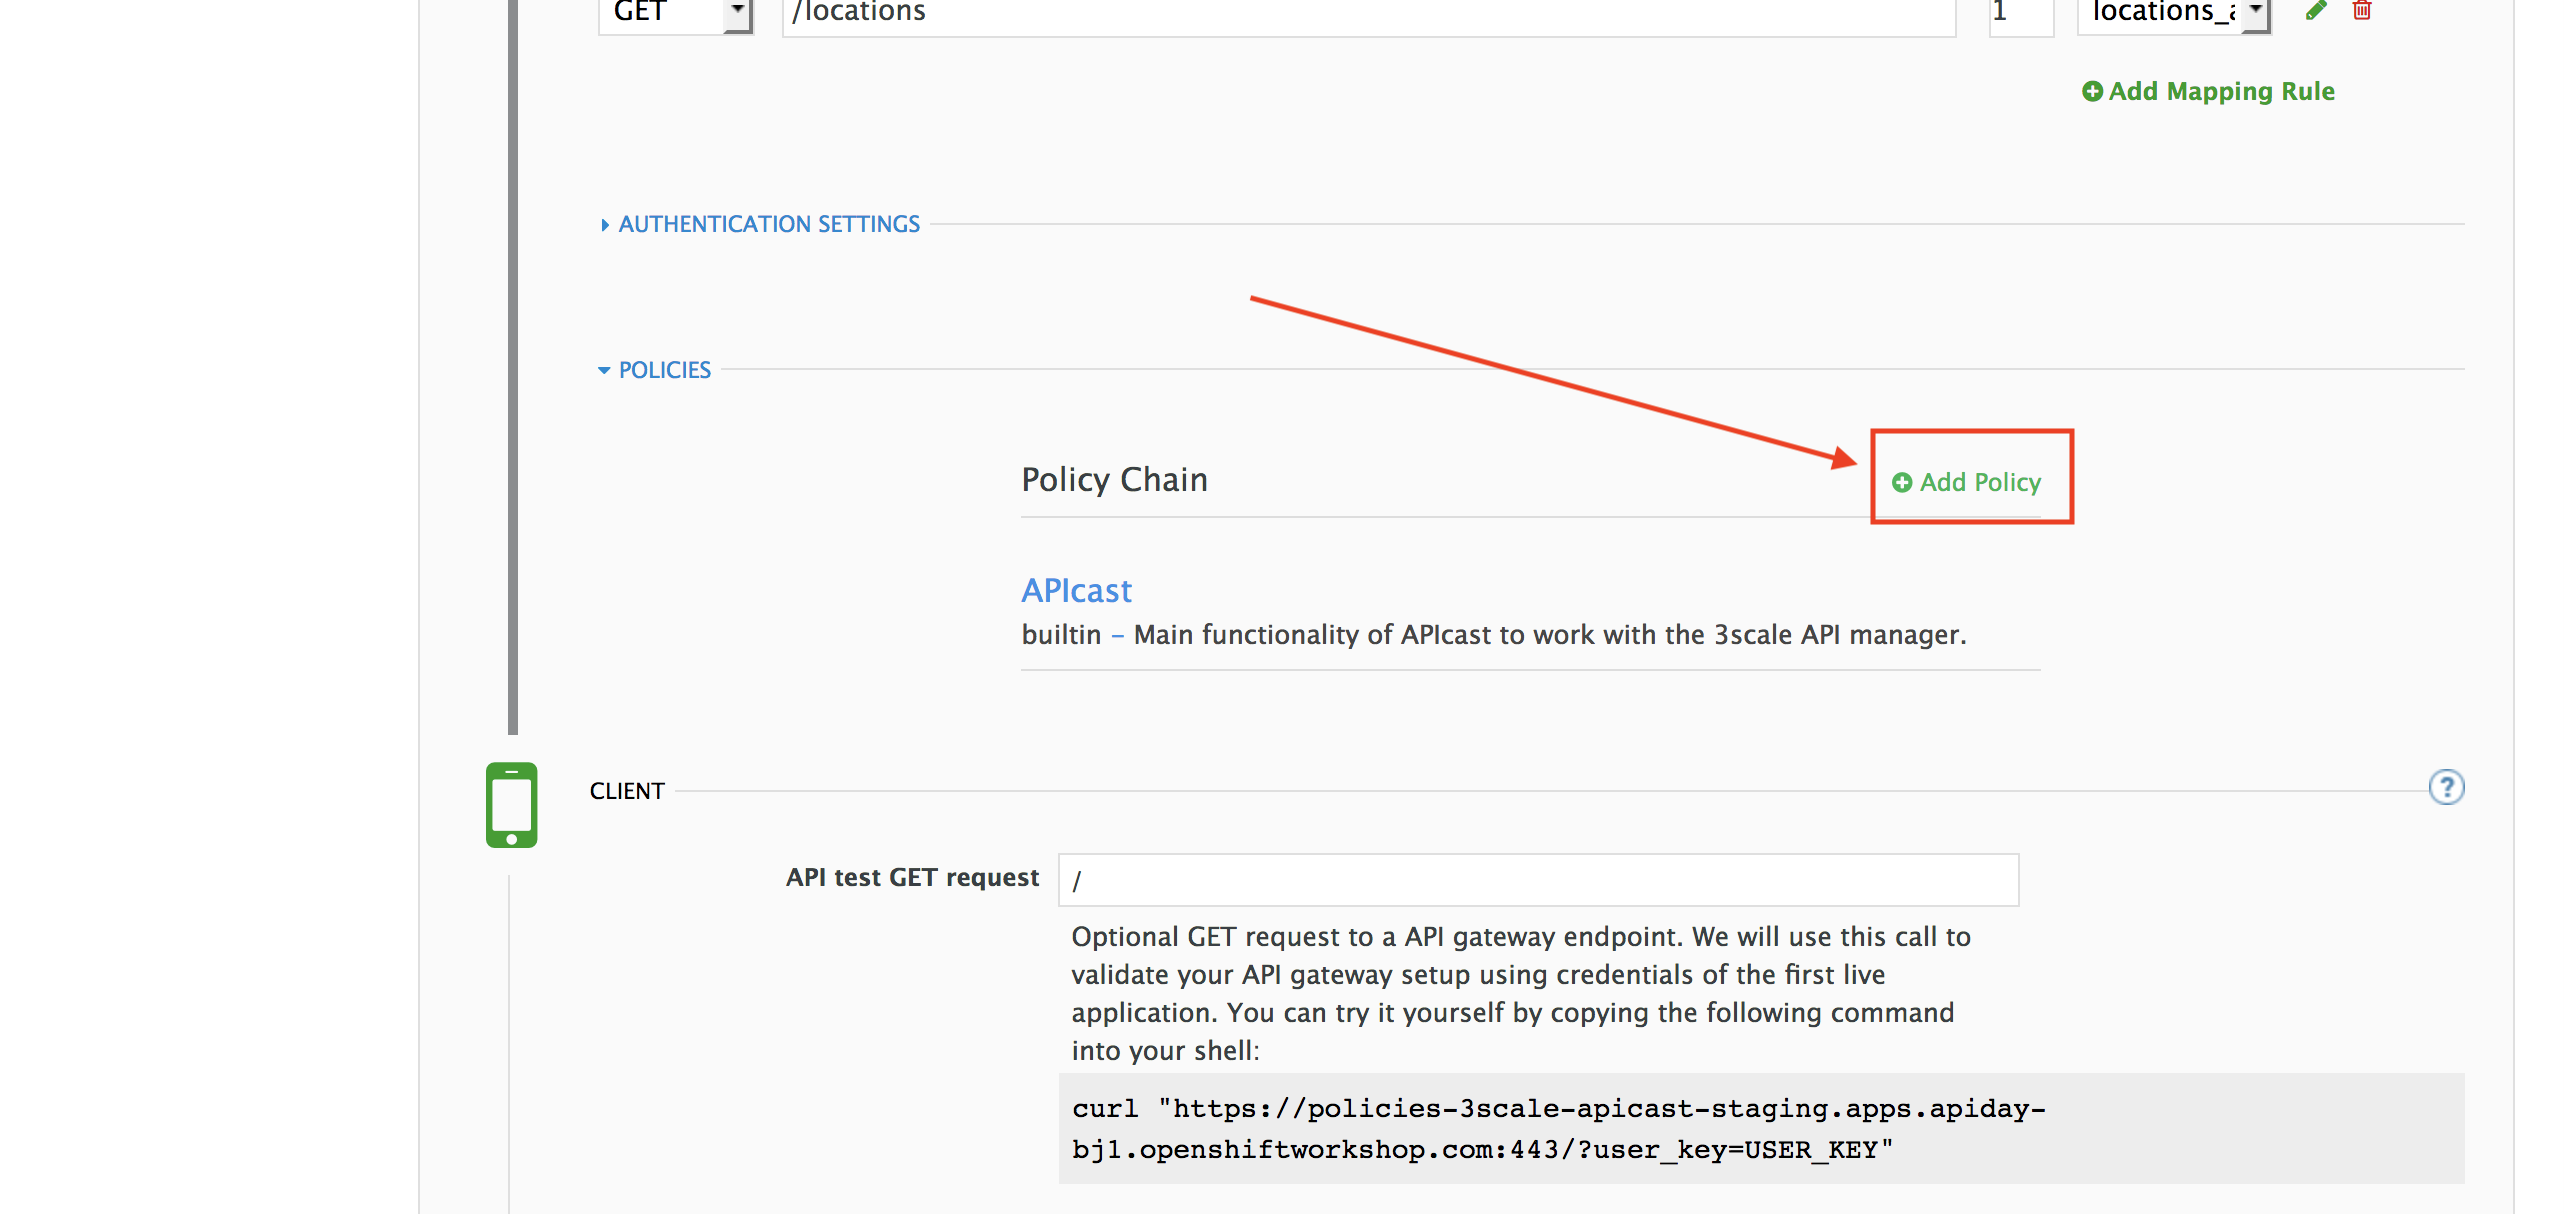 GET /locations 1 locations_
Add Mapping Rule
AUTHENTICATION SETTINGS
POLICIES
Policy Chain
Add Policy
APIcast
builtin – Main functionality of APIcast to work with the 3scale API manager.
CLIENT
?
API test GET request /
Optional GET request to a API gateway endpoint. We will use this call to
validate your API gateway setup using credentials of the first live
application. You can try it yourself by copying the following command
into your shell:
curl "https://policies-3scale-apicast-staging.apps.apiday-
bj1.openshiftworkshop.com:443/?user_key=USER_KEY"